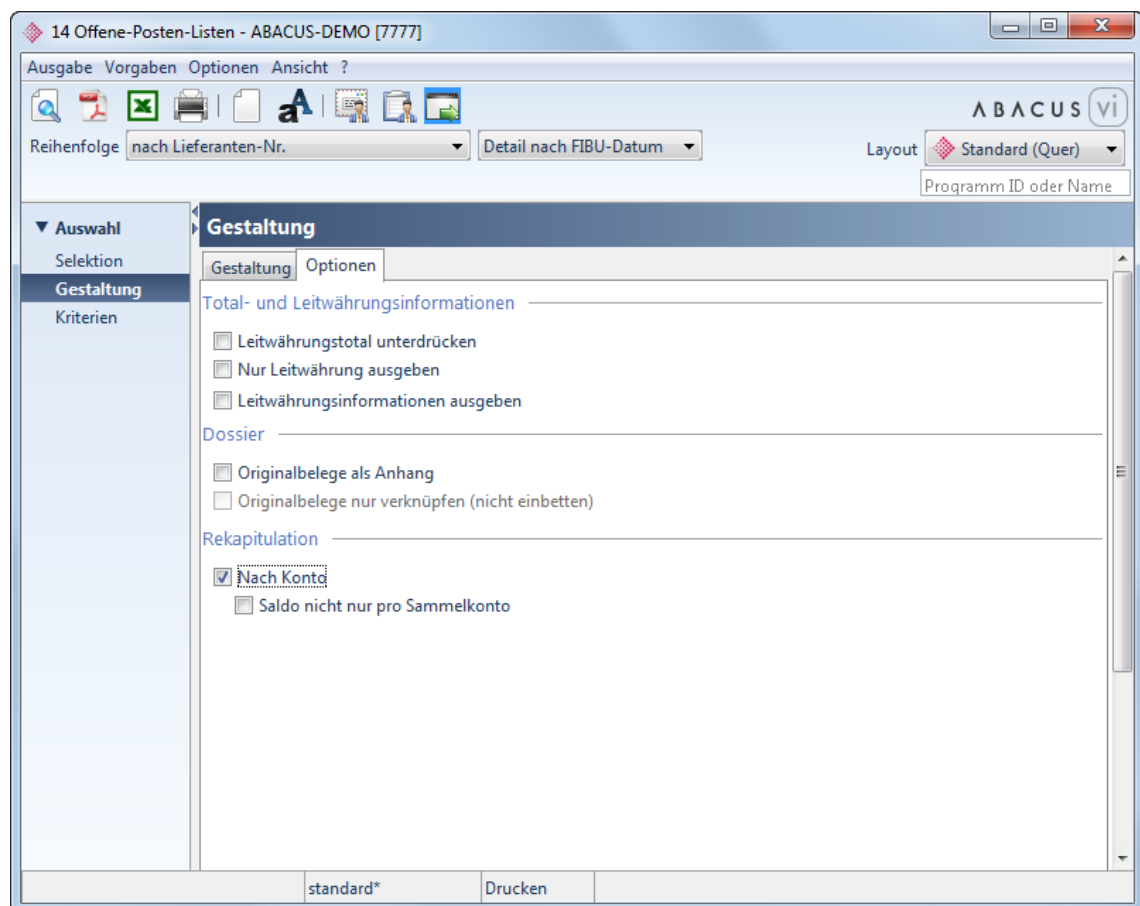 14 Offene-Posten-Listen - ABACUS-DEMO [7777]
Ausgabe Vorgaben Optionen Ansicht ?
ABACUS vi
Reihenfolge nach Lieferanten-Nr. Detail nach FIBU-Datum Layout Standard (Quer)
Programm ID oder Name
Auswahl
Selektion
Gestaltung
Kriterien
Gestaltung
Gestaltung Optionen
Total- und Leitwährungsinformationen
Leitwährungstotal unterdrücken
Nur Leitwährung ausgeben
Leitwährungsinformationen ausgeben
Dossier
Originalbelege als Anhang
Originalbelege nur verknüpfen (nicht einbetten)
Rekapitulation
Nach Konto
Saldo nicht nur pro Sammelkonto
standard* Drucken